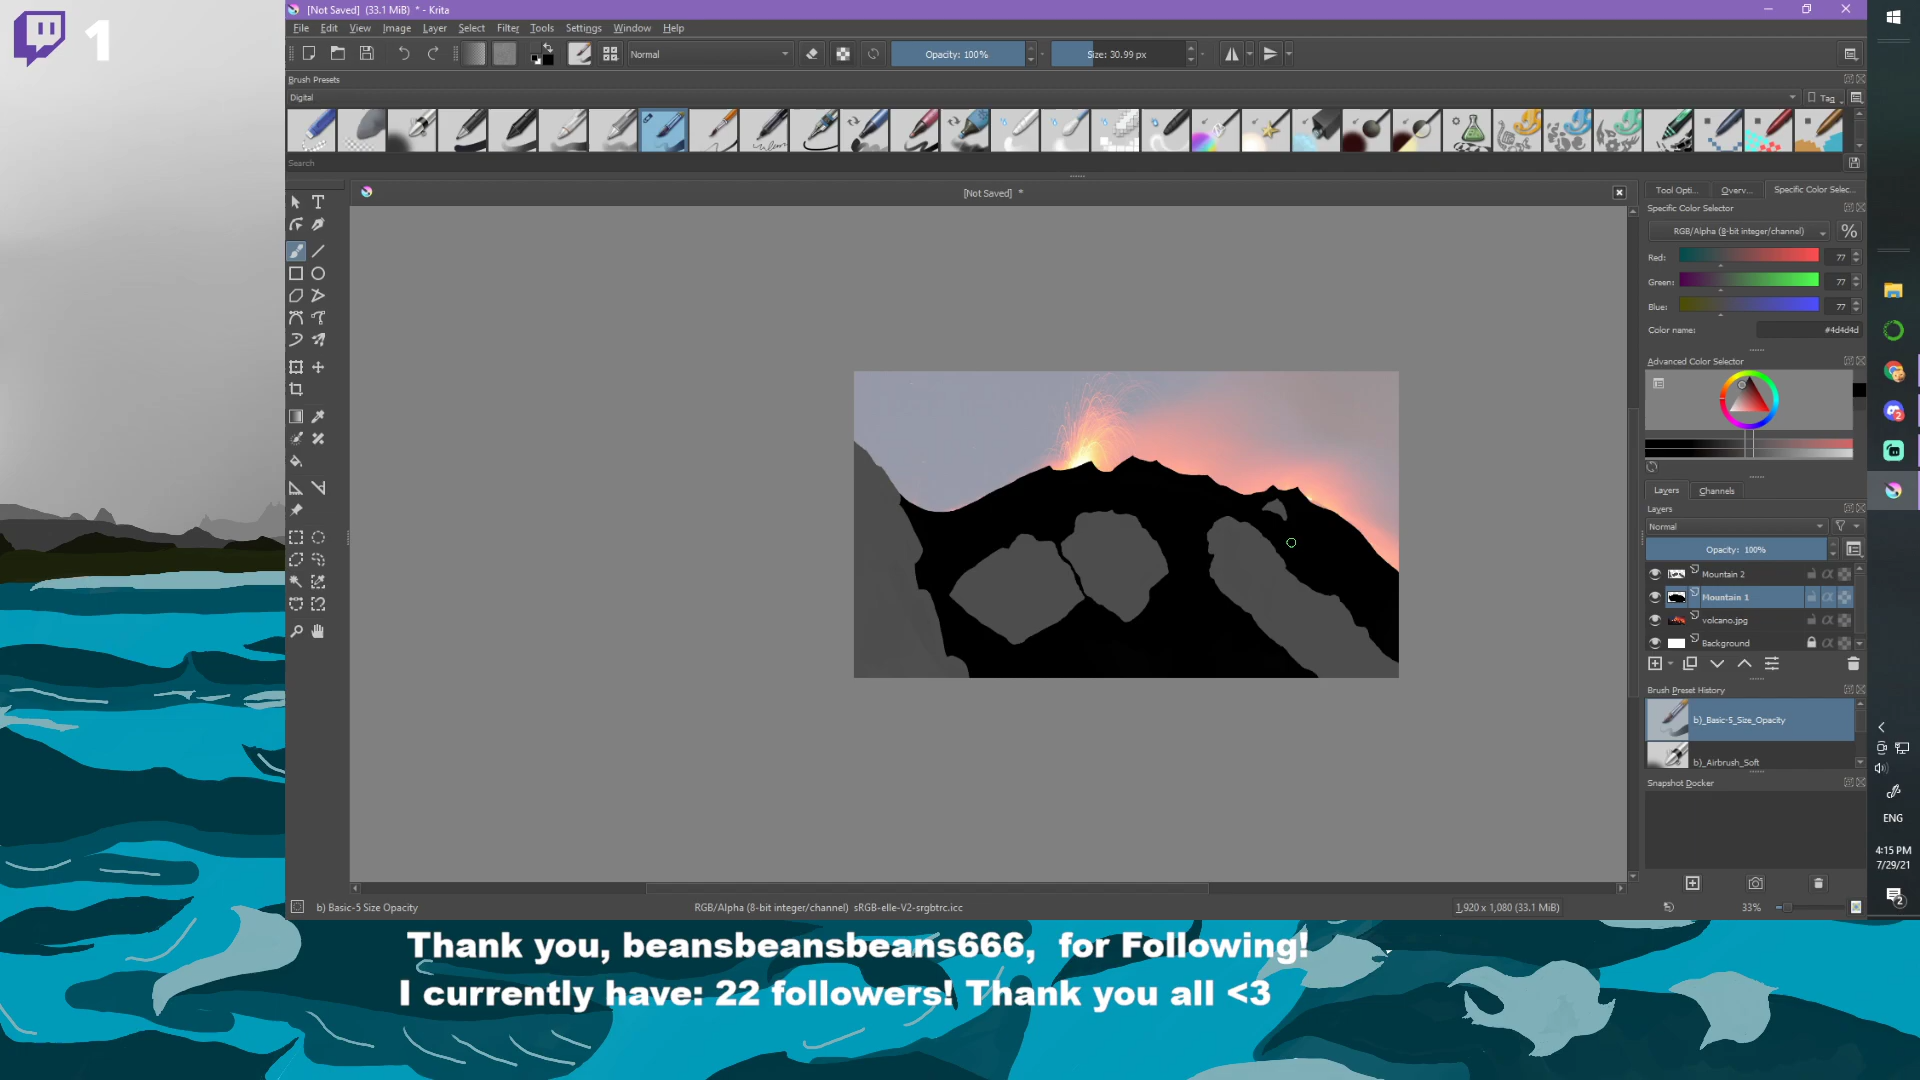 1
[Not Saved] (33.1 MiB) * - Krita
File Edit View Image Layer Select Filter Tools Settings Window Help
Normal
Opacity: 100%
Size: 30.99 px
Brush Presets
Digital
Tag
Search
[Not Saved] *
Tool Opti... Overv... Specific Color Selec...
Specific Color Selector
RGB/Alpha (8-bit integer/channel)
%
Red: 77
Green: 77
Blue: 77
Color name: #4d4d4d
Advanced Color Selector
Layers Channels
Layers
Normal
Opacity: 100%
Mountain 2
Mountain 1
volcano.jpg
Background
Brush Preset History
b)_Basic-5_Size_Opacity
b)_Airbrush_Soft
Snapshot Docker
b) Basic-5 Size Opacity
RGB/Alpha (8-bit integer/channel) sRGB-elle-V2-srgbtrc.icc
1,920 x 1,080 (33.1 MiB)
33%
ENG
4:15 PM
7/29/21
2
Thank you, beansbeansbeans666, for Following!
I currently have: 22 followers! Thank you all <3